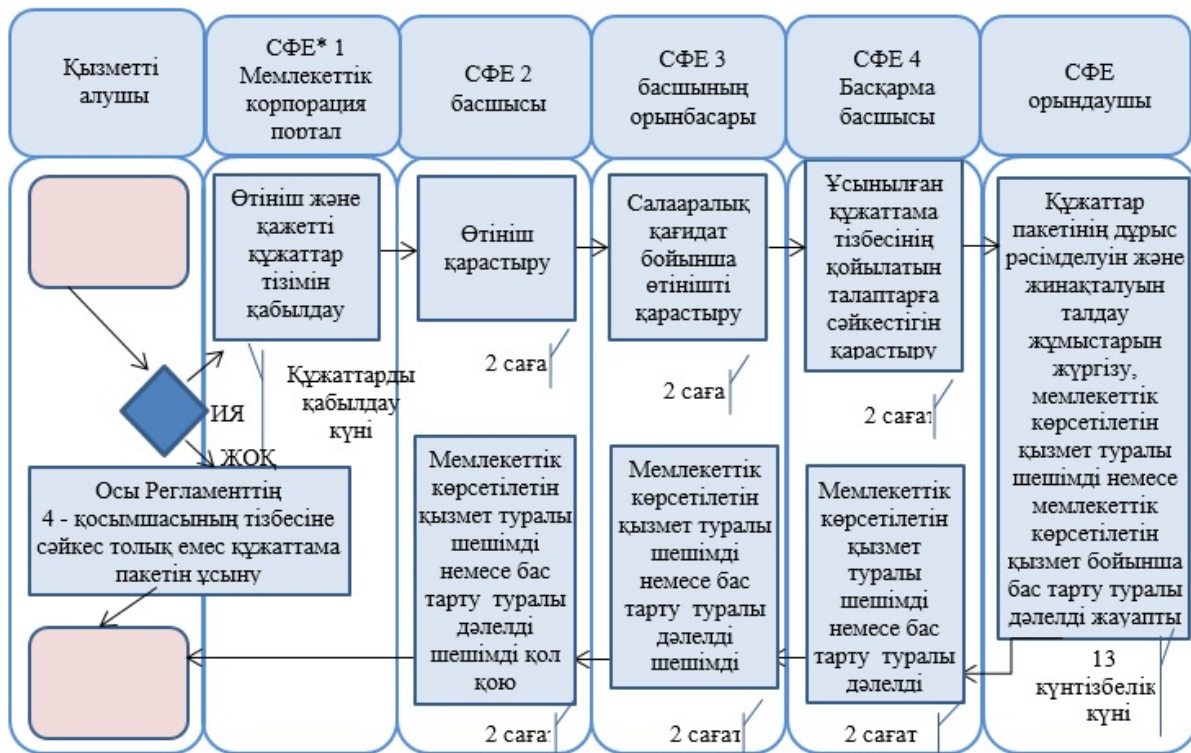 Қызметті
алушы
СФЕ* 1
Мемлекеттік
корпорация
портал
СФЕ 2
басшысы
СФЕ 3
басшының
орынбасары
СФЕ 4
Басқарма
басшысы
СФЕ
орындаушы
Өтініш және
қажетті
құжаттар
тізімін
қабылдау
Өтініш
қарастыру
Салааралық
қағидат
бойынша
өтінішті
қарастыру
Ұсынылған
құжаттама
тізбесінің
қойылатын
талаптарға
сәйкестігін
қарастыру
Құжаттар
пакетінің дұрыс
рәсімделуін және
жинақталуын
талдау
жұмыстарын
жүргізу,
мемлекеттік
көрсетілетін
қызмет туралы
шешімді немесе
мемлекеттік
көрсетілетін
қызмет бойынша
бас тарту туралы
дәлелді жауапты
Құжаттарды
қабылдау
күні
2 саға
2 саға
2 сағат
ИЯ
ЖОҚ
Осы Регламенттің
4 - қосымшасының тізбесіне
сәйкес толық емес құжаттама
пакетін ұсыну
Мемлекеттік
көрсетілетін
қызмет туралы
шешімді
немесе бас
тарту туралы
дәлелді
шешімді қол
қою
Мемлекеттік
көрсетілетін
қызмет туралы
шешімді
немесе бас
тарту туралы
дәлелді
шешімді
Мемлекеттік
көрсетілетін
қызмет
туралы
шешімді
немесе бас
тарту туралы
дәлелді
13
күнтізбелік
күні
2 сағат
2 сағат
2 сағат